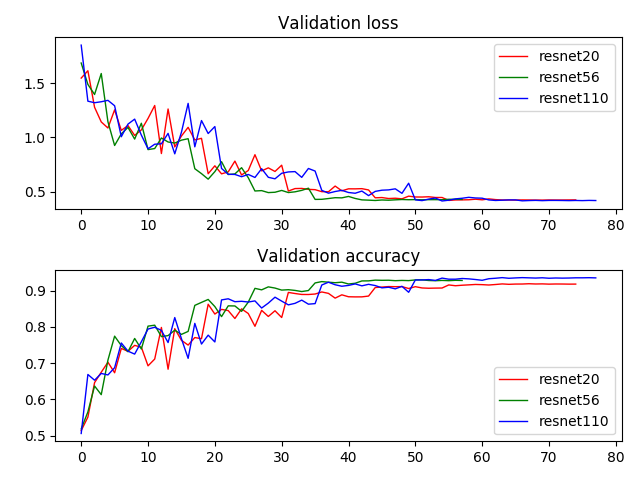 Validation loss
1.5
1.0
0.5
resnet20
resnet56
resnet110
0 10 20 30 40 50 60 70 80
Validation accuracy
0.9
0.8
0.7
0.6
0.5
resnet20
resnet56
resnet110
0 10 20 30 40 50 60 70 80